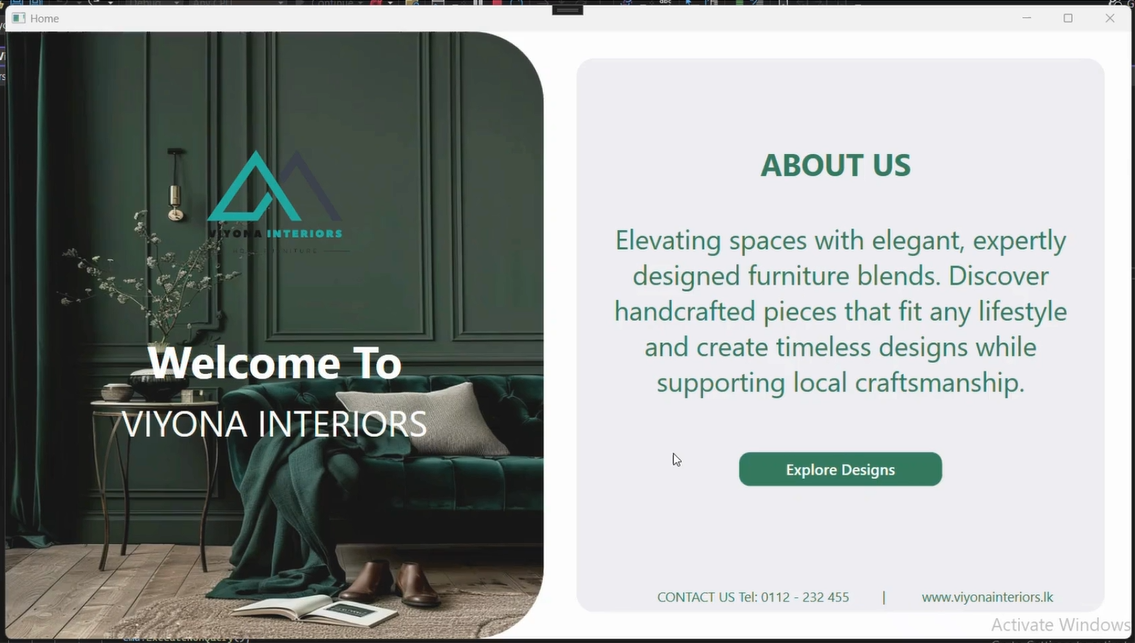 Home
VIYONA INTERIORS
Welcome To
VIYONA INTERIORS
ABOUT US
Elevating spaces with elegant, expertly
designed furniture blends. Discover
handcrafted pieces that fit any lifestyle
and create timeless designs while
supporting local craftsmanship.
Explore Designs
CONTACT US Tel: 0112 - 232 455 | www.viyonainteriors.lk
Activate Windows